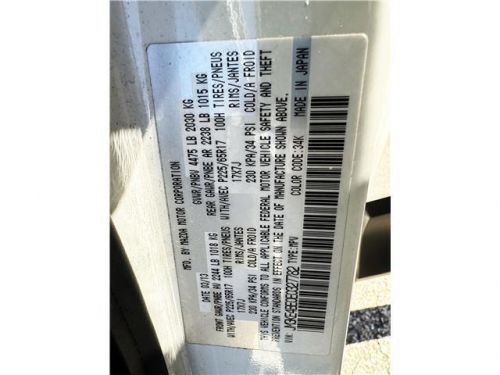 MFD. BY MAZDA MOTOR CORPORATION
DATE 03/13 GVWR/PNBV 4475 LB 2030 KG
FRONT GAWR/PNBE AV 2244 LB 1018 KG REAR GAWR/PNBE AR 2238 LB 1015 KG
WITH/AVEC P225/65R17 100H TIRES/PNEUS WITH/AVEC P225/65R17 100H TIRES/PNEUS
17X7J RIMS/JANTES 17X7J RIMS/JANTES
230 KPA/34 PSI COLD/A FROID 230 KPA/34 PSI COLD/A FROID
THIS VEHICLE CONFORMS TO ALL APPLICABLE FEDERAL MOTOR VEHICLE SAFETY AND THEFT
PREVENTION STANDARDS IN EFFECT ON THE DATE OF MANUFACTURE SHOWN ABOVE.
VIN: TYPE:MPV COLOR CODE:34K MADE IN JAPAN